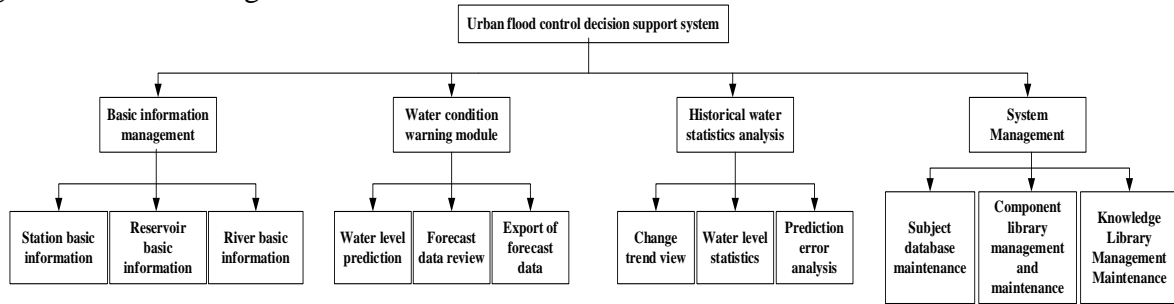 Urban flood control decision support system
Basic information
management
Water condition
warning module
Historical water
statistics analysis
System
Management
Station basic
information
Reservoir
basic
information
River basic
information
Water level
prediction
Forecast
data review
Export of
forecast
data
Change
trend view
Water level
statistics
Prediction
error
analysis
Subject
database
maintenance
Component
library
management
and
maintenance
Knowledge
Library
Management
Maintenance